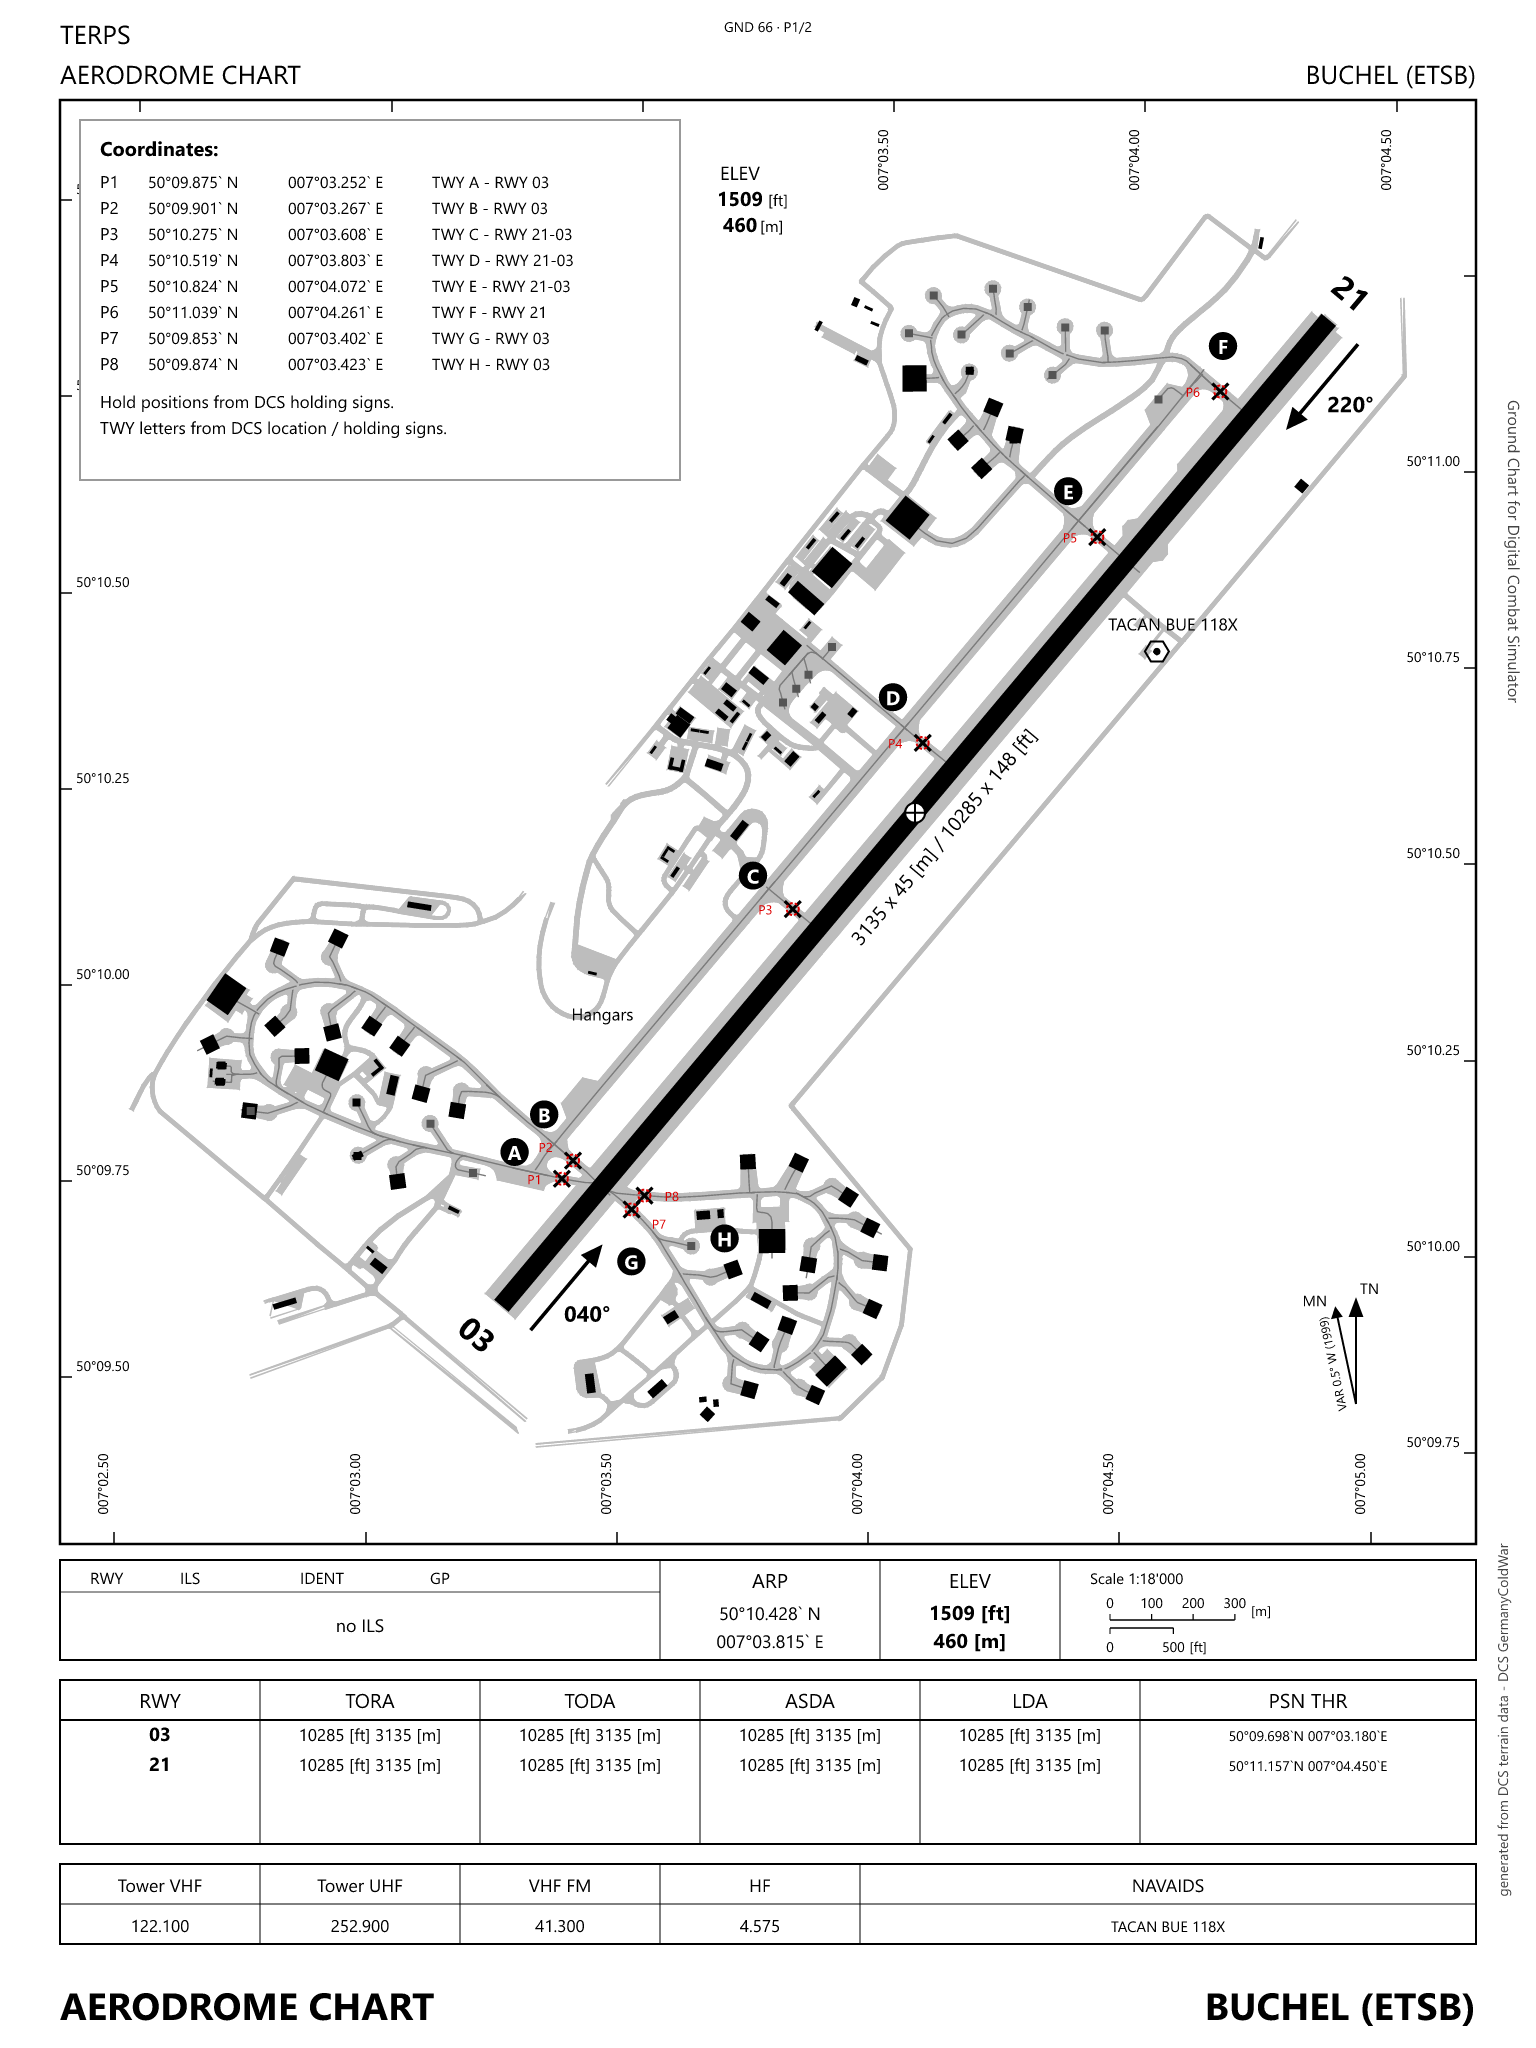 GND 66 · P1/2
TERPS
AERODROME CHART
BUCHEL (ETSB)
Coordinates:
P1 50°09.875` N 007°03.252` E TWY A - RWY 03
P2 50°09.901` N 007°03.267` E TWY B - RWY 03
P3 50°10.275` N 007°03.608` E TWY C - RWY 21-03
P4 50°10.519` N 007°03.803` E TWY D - RWY 21-03
P5 50°10.824` N 007°04.072` E TWY E - RWY 21-03
P6 50°11.039` N 007°04.261` E TWY F - RWY 21
P7 50°09.853` N 007°03.402` E TWY G - RWY 03
P8 50°09.874` N 007°03.423` E TWY H - RWY 03
Hold positions from DCS holding signs.
TWY letters from DCS location / holding signs.
ELEV
1509 [ft]
460 [m]
007°03.50
007°04.00
007°04.50
21
F
P6
220°
50°11.00
E
P5
50°10.50
TACAN BUE 118X
50°10.75
D
P4
3135 x 45 [m] / 10285 x 148 [ft]
50°10.25
50°10.50
C
P3
50°10.00
Hangars
50°10.25
B
P2
A
P1
50°09.75
P8
P7
H
G
50°10.00
040°
03
MN
TN
VAR 0.5° W (1999)
50°09.50
50°09.75
007°02.50
007°03.00
007°03.50
007°04.00
007°04.50
007°05.00
Ground Chart for Digital Combat Simulator
generated from DCS terrain data - DCS GermanyColdWar
RWY ILS IDENT GP
no ILS
ARP
50°10.428` N
007°03.815` E
ELEV
1509 [ft]
460 [m]
Scale 1:18'000
0 100 200 300 [m]
0 500 [ft]
RWY TORA TODA ASDA LDA PSN THR
03 10285 [ft] 3135 [m] 10285 [ft] 3135 [m] 10285 [ft] 3135 [m] 10285 [ft] 3135 [m] 50°09.698`N 007°03.180`E
21 10285 [ft] 3135 [m] 10285 [ft] 3135 [m] 10285 [ft] 3135 [m] 10285 [ft] 3135 [m] 50°11.157`N 007°04.450`E
Tower VHF Tower UHF VHF FM HF NAVAIDS
122.100 252.900 41.300 4.575 TACAN BUE 118X
AERODROME CHART
BUCHEL (ETSB)